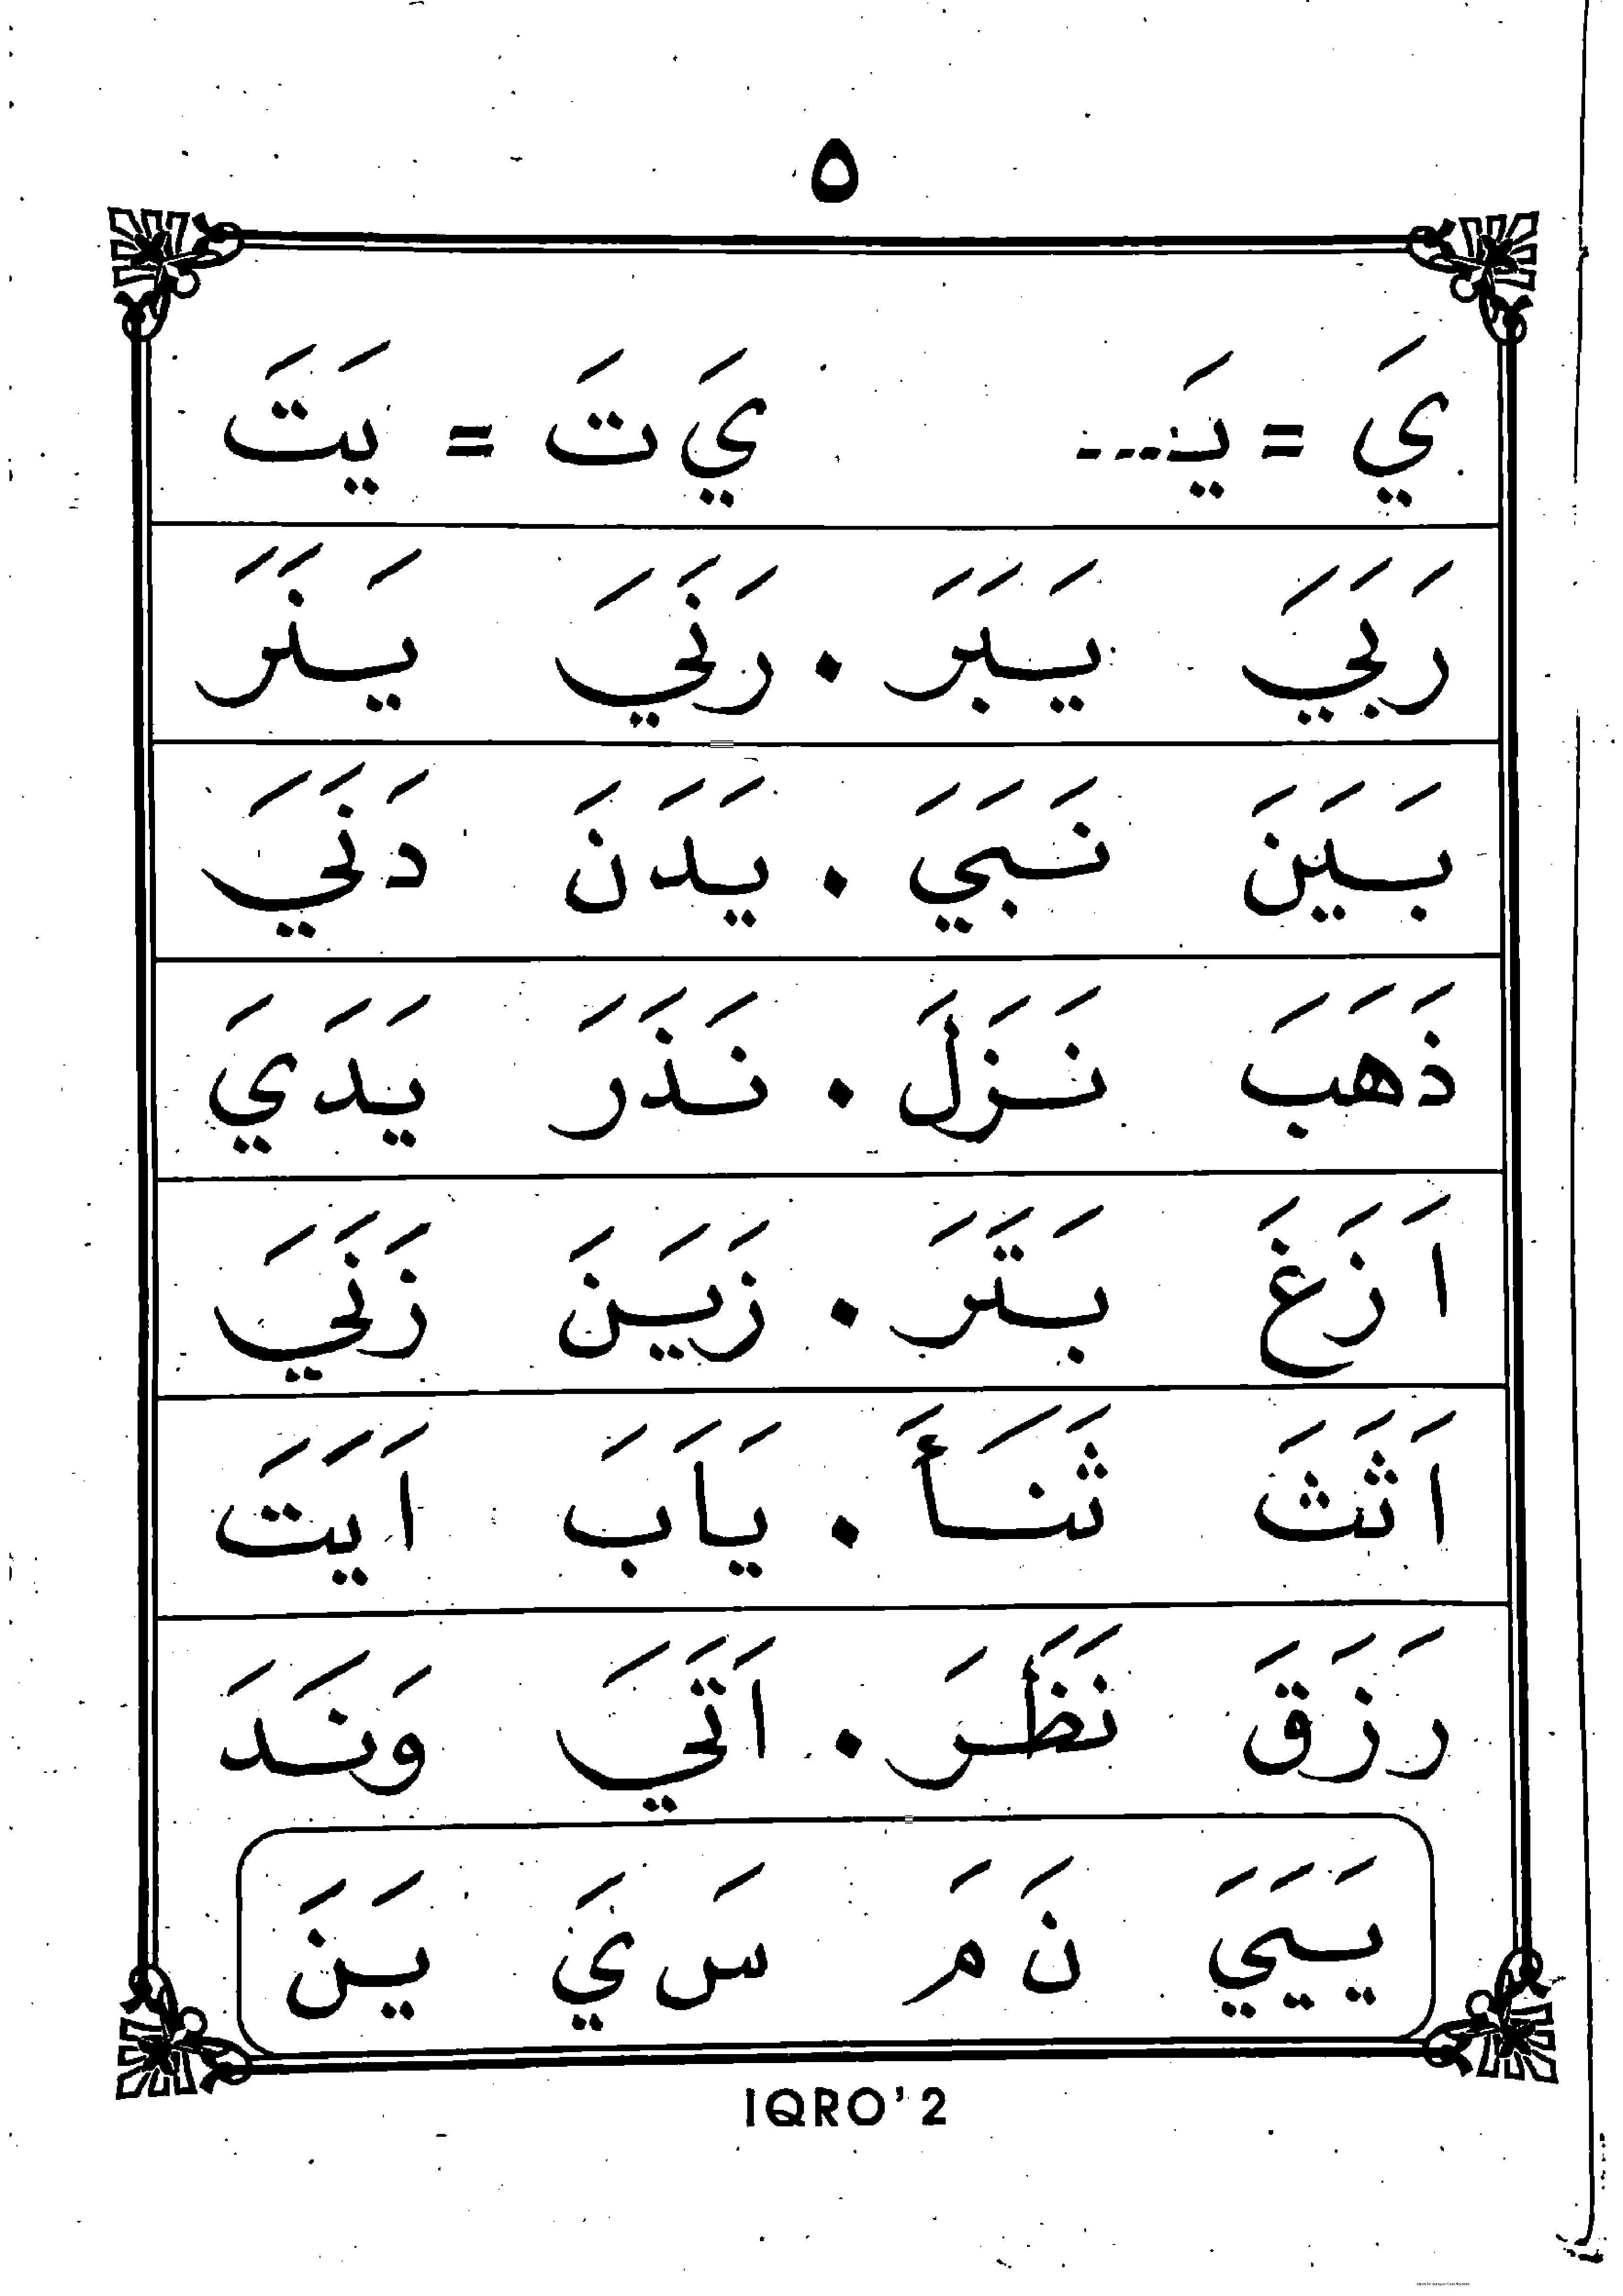 ٥
يَ = يَـ... يَ تَ = يَتَ
رَبَيَ يَبَرَ . رَنَيَ يَنَرَ
بَيَنَ نَبَيَ . يَدَنَ دَنَيَ
ذَهَبَ نَزَلَ . نَذَرَ يَدَيَ
اَزَغَ بَتَرَ . زَيَنَ زَنَيَ
اَثَثَ ثَنَأَ . يَاَبَ اَيَتَ
رَزَقَ نَظَرَ . اَتَيَ وَنَدَ
يَيَيَ نَ مَ سَ يَ يَنَ
IQRO'2